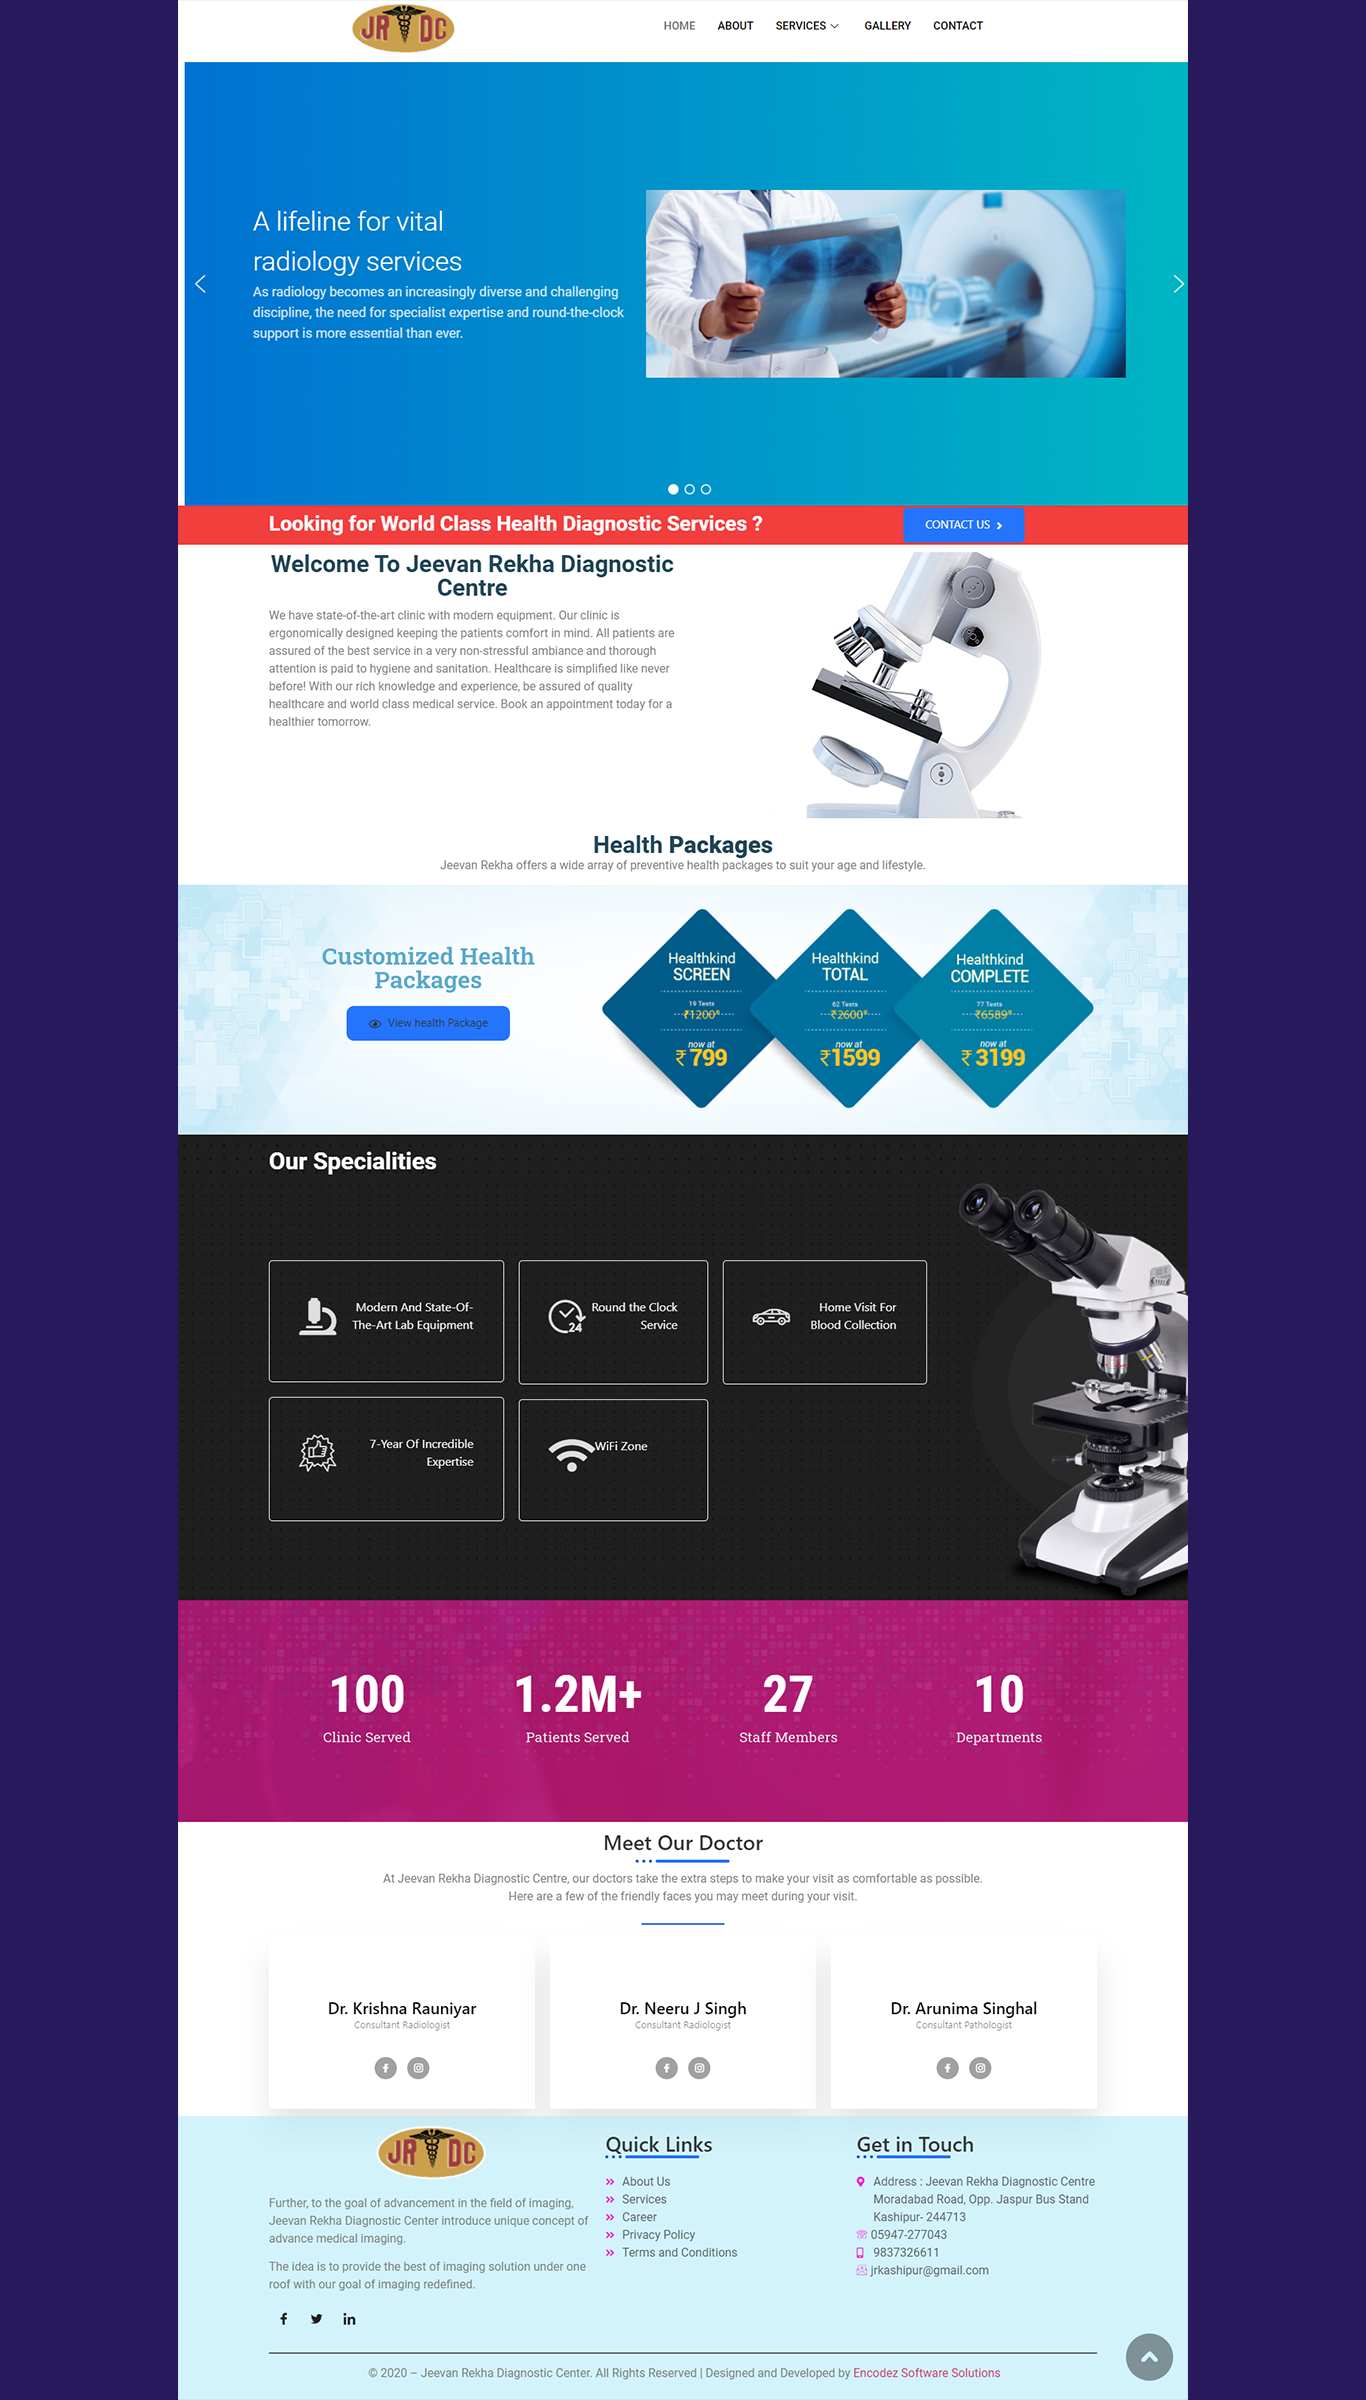 JR DC
HOME ABOUT SERVICES GALLERY CONTACT
A lifeline for vital
radiology services
As radiology becomes an increasingly diverse and challenging
discipline, the need for specialist expertise and round-the-clock
support is more essential than ever.
Looking for World Class Health Diagnostic Services ?
CONTACT US
Welcome To Jeevan Rekha Diagnostic
Centre
We have state-of-the-art clinic with modern equipment. Our clinic is
ergonomically designed keeping the patients comfort in mind. All patients are
assured of the best service in a very non-stressful ambiance and thorough
attention is paid to hygiene and sanitation. Healthcare is simplified like never
before! With our rich knowledge and experience, be assured of quality
healthcare and world class medical service. Book an appointment today for a
healthier tomorrow.
Health Packages
Jeevan Rekha offers a wide array of preventive health packages to suit your age and lifestyle.
Customized Health
Packages
View health Package
Healthkind
SCREEN
19 Tests
₹1200*
now at
₹ 799
Healthkind
TOTAL
62 Tests
₹2600*
now at
₹1599
Healthkind
COMPLETE
77 Tests
₹6589*
now at
₹ 3199
Our Specialities
Modern And State-Of-
The-Art Lab Equipment
24
Round the Clock
Service
Home Visit For
Blood Collection
7-Year Of Incredible
Expertise
WiFi Zone
100
Clinic Served
1.2M+
Patients Served
27
Staff Members
10
Departments
Meet Our Doctor
At Jeevan Rekha Diagnostic Centre, our doctors take the extra steps to make your visit as comfortable as possible.
Here are a few of the friendly faces you may meet during your visit.
Dr. Krishna Rauniyar
Consultant Radiologist
Dr. Neeru J Singh
Consultant Radiologist
Dr. Arunima Singhal
Consultant Pathologist
JR DC
Further, to the goal of advancement in the field of imaging,
Jeevan Rekha Diagnostic Center introduce unique concept of
advance medical imaging.
The idea is to provide the best of imaging solution under one
roof with our goal of imaging redefined.
Quick Links
About Us
Services
Career
Privacy Policy
Terms and Conditions
Get in Touch
Address : Jeevan Rekha Diagnostic Centre
Moradabad Road, Opp. Jaspur Bus Stand
Kashipur- 244713
05947-277043
9837326611
jrkashipur@gmail.com
© 2020 – Jeevan Rekha Diagnostic Center. All Rights Reserved | Designed and Developed by Encodez Software Solutions